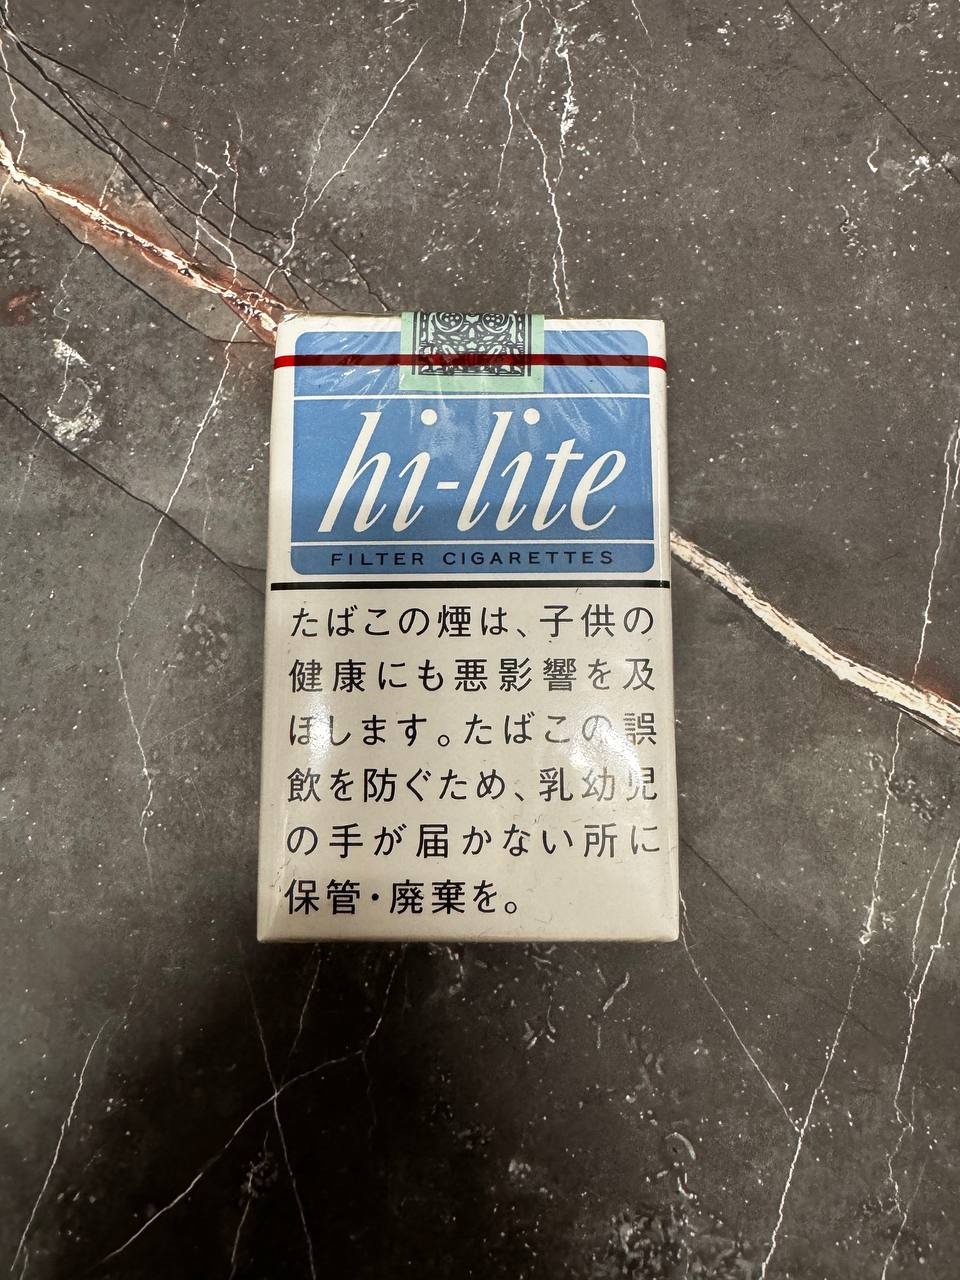 hi-lite
FILTER CIGARETTES
たばこの煙は、子供の
健康にも悪影響を及
ぼします。たばこの誤
飲を防ぐため、乳幼児
の手が届かない所に
保管・廃棄を。